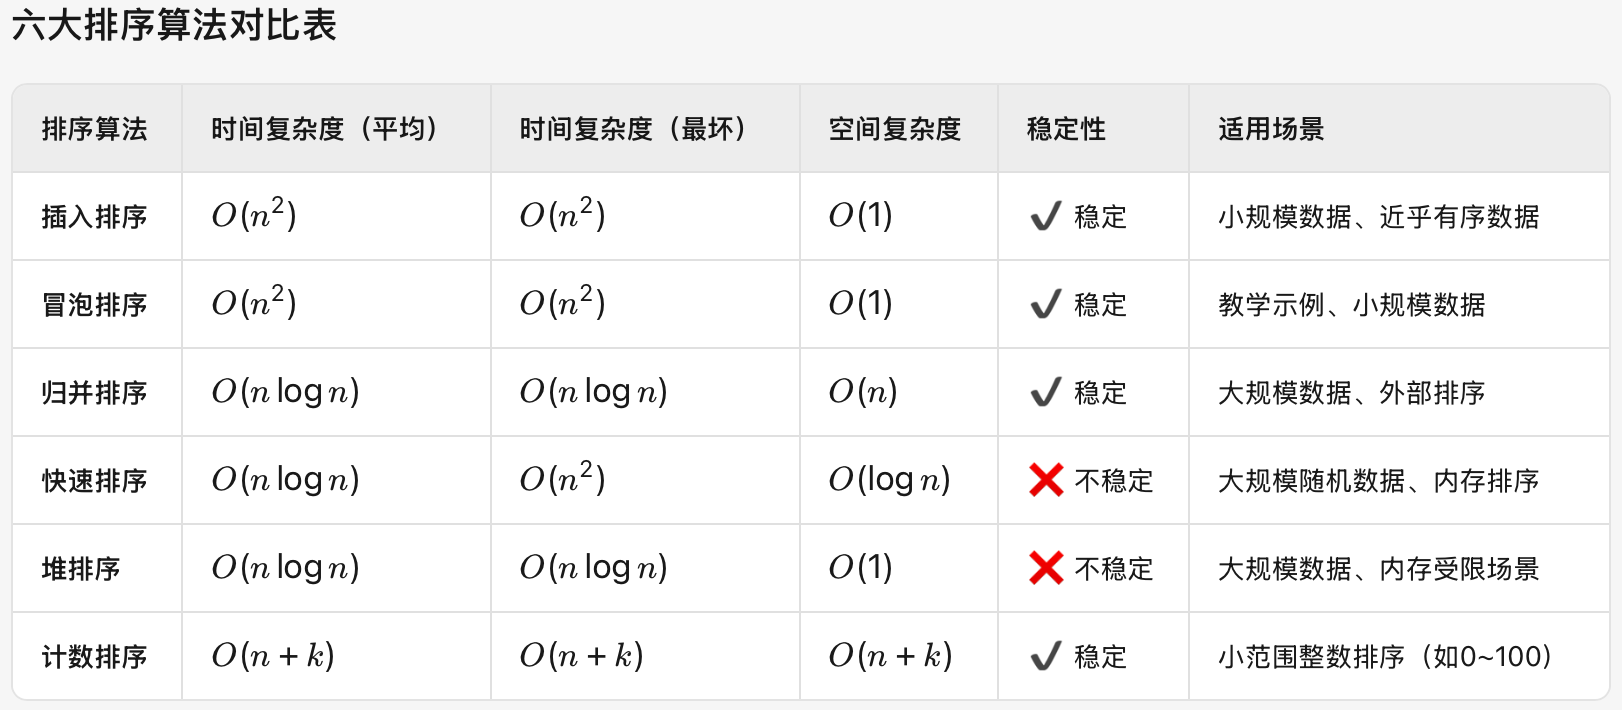 六大排序算法对比表
排序算法 时间复杂度（平均） 时间复杂度（最坏） 空间复杂度 稳定性 适用场景
插入排序 O(n²) O(n²) O(1) ✔ 稳定 小规模数据、近乎有序数据
冒泡排序 O(n²) O(n²) O(1) ✔ 稳定 教学示例、小规模数据
归并排序 O(n log n) O(n log n) O(n) ✔ 稳定 大规模数据、外部排序
快速排序 O(n log n) O(n²) O(log n) ❌ 不稳定 大规模随机数据、内存排序
堆排序 O(n log n) O(n log n) O(1) ❌ 不稳定 大规模数据、内存受限场景
计数排序 O(n + k) O(n + k) O(n + k) ✔ 稳定 小范围整数排序（如0~100）